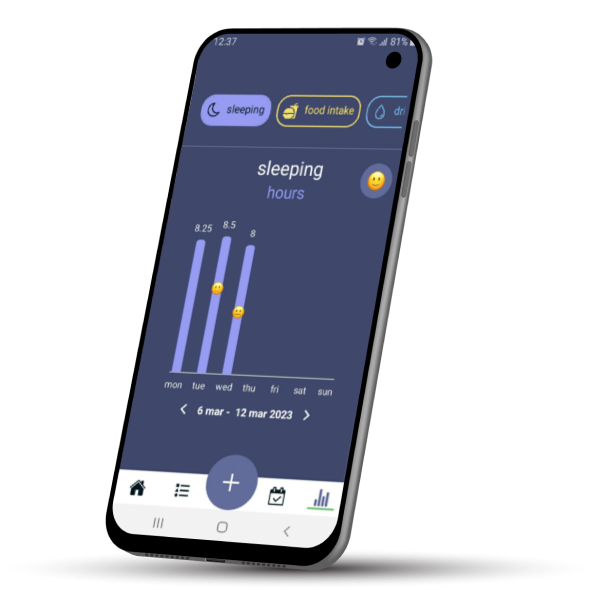 12:37 81%
sleeping food intake dri
sleeping
hours
8.25 8.5 8
mon tue wed thu fri sat sun
6 mar - 12 mar 2023